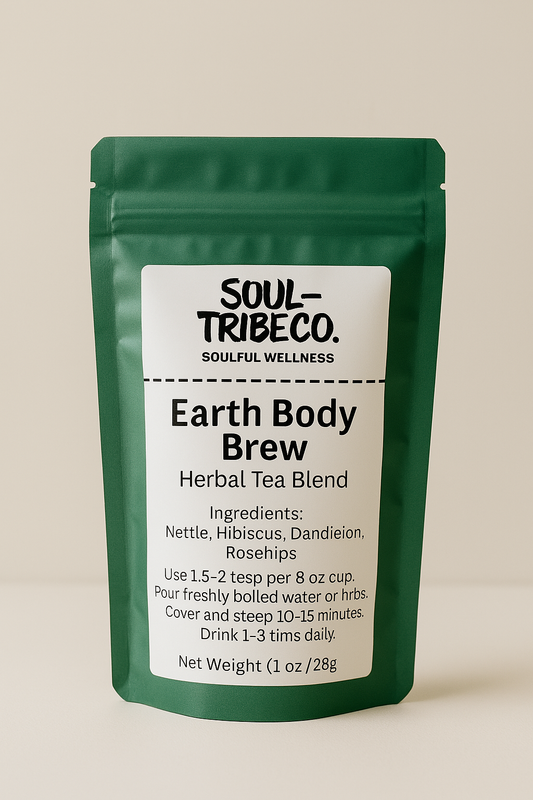 SOUL–
TRIBECO.
SOULFUL WELLNESS
Earth Body
Brew
Herbal Tea Blend
Ingredients:
Nettle, Hibiscus, Dandieion,
Rosehips
Use 1.5–2 tesp per 8 oz cup.
Pour freshly bolled water or hrbs.
Cover and steep 10–15 minutes.
Drink 1–3 tims daily.
Net Weight (1 oz /28g